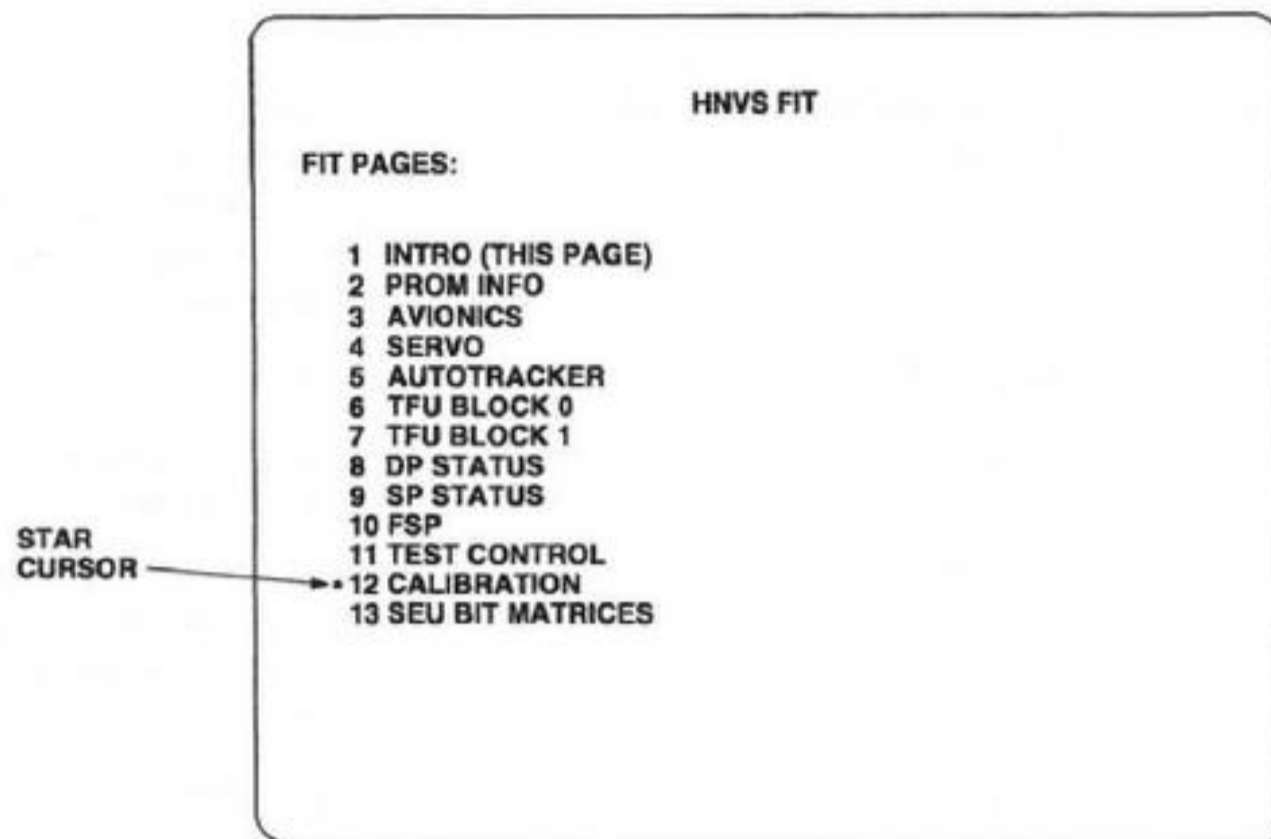 HNVS FIT
FIT PAGES:
1 INTRO (THIS PAGE)
2 PROM INFO
3 AVIONICS
4 SERVO
5 AUTOTRACKER
6 TFU BLOCK 0
7 TFU BLOCK 1
8 DP STATUS
9 SP STATUS
10 FSP
11 TEST CONTROL
* 12 CALIBRATION
13 SEU BIT MATRICES
STAR
CURSOR